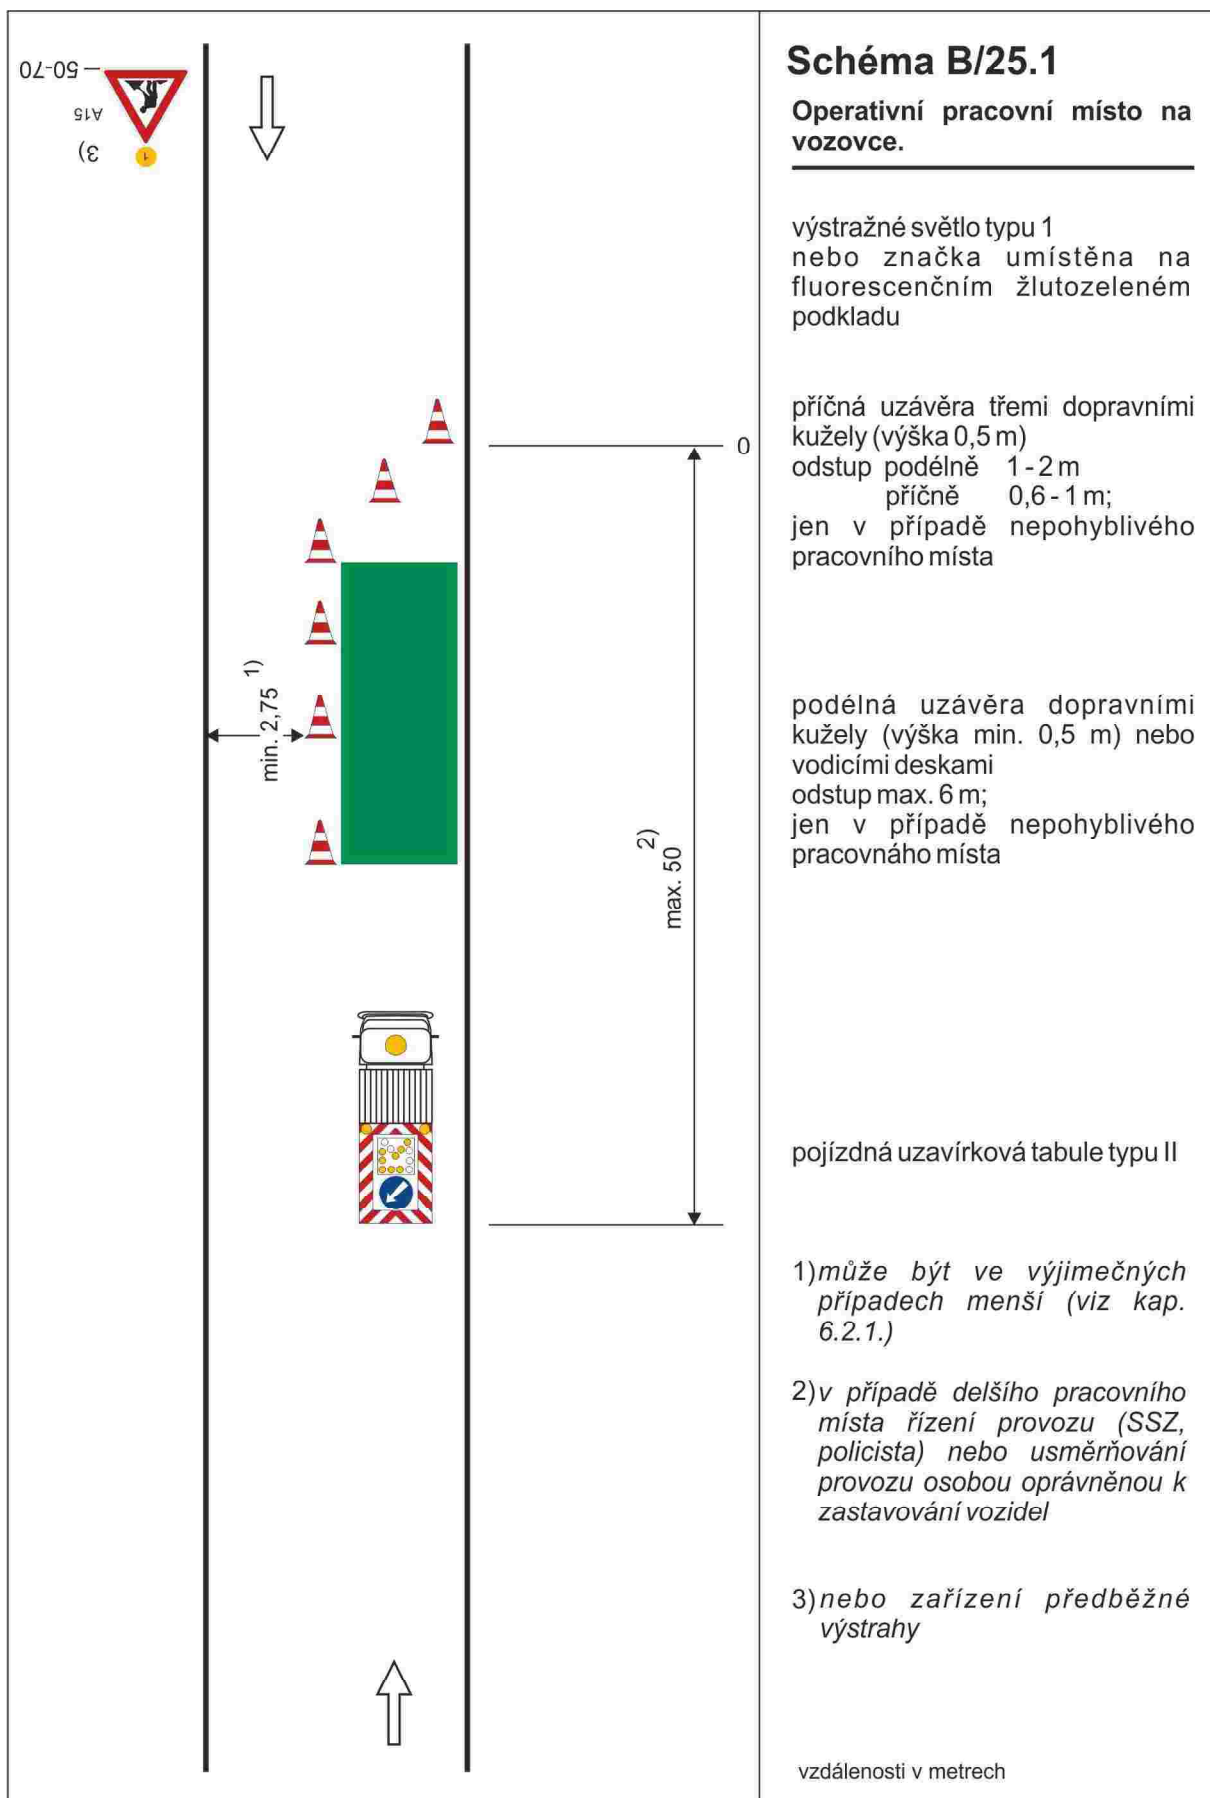 50-70
A15
3)
1
0
min. 2,75 1)
max. 50 2)
Schéma B/25.1
Operativní pracovní místo na
vozovce.
výstražné světlo typu 1
nebo značka umístěna na
fluorescenčním žlutozeleném
podkladu
příčná uzávěra třemi dopravními
kužely (výška 0,5 m)
odstup podélně 1 - 2 m
příčně 0,6 - 1 m;
jen v případě nepohyblivého
pracovního místa
podélná uzávěra dopravními
kužely (výška min. 0,5 m) nebo
vodicími deskami
odstup max. 6 m;
jen v případě nepohyblivého
pracovnáho místa
pojízdná uzavírková tabule typu II
1) může být ve výjimečných
případech menší (viz kap.
6.2.1.)
2) v případě delšího pracovního
místa řízení provozu (SSZ,
policista) nebo usměrňování
provozu osobou oprávněnou k
zastavování vozidel
3) nebo zařízení předběžné
výstrahy
vzdálenosti v metrech